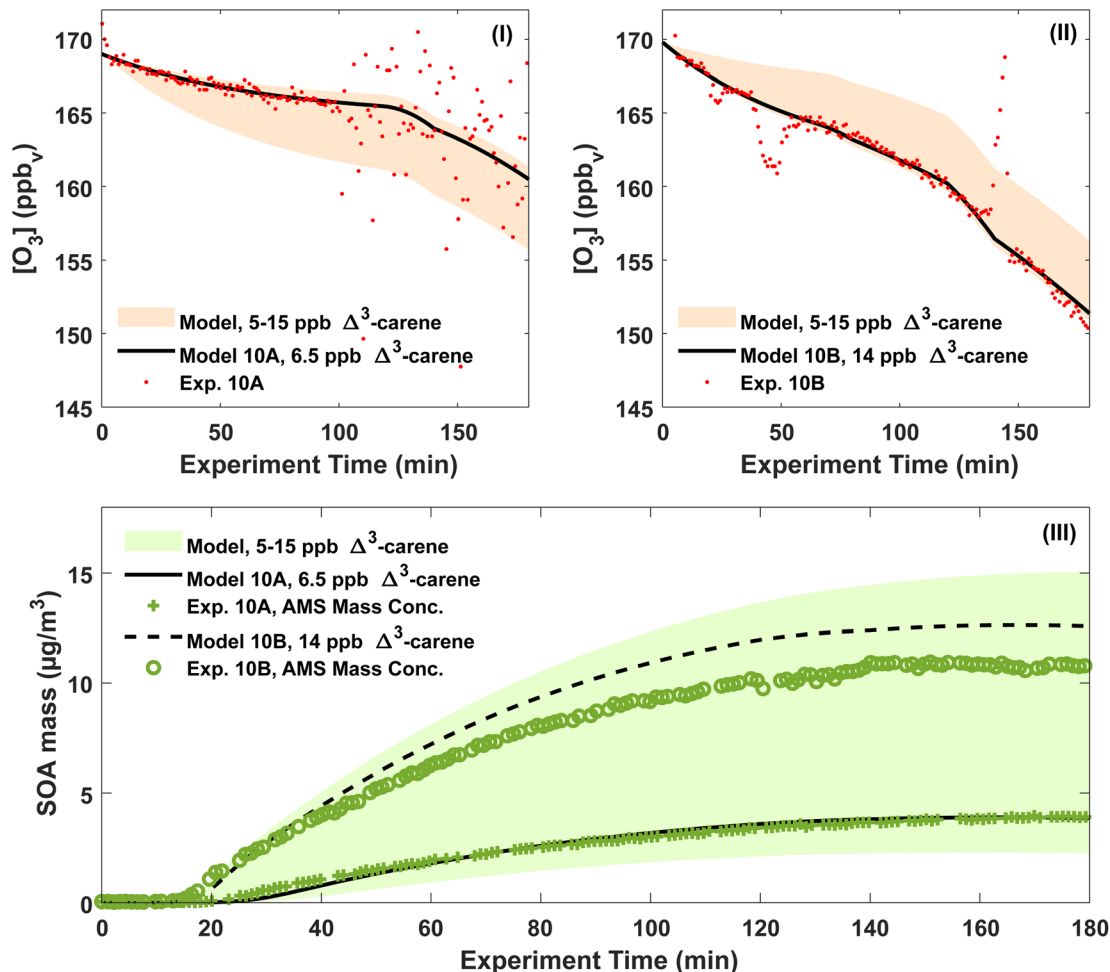 (I)
170
165
160
155
150
145
[O3] (ppbv)
Model, 5-15 ppb Δ3-carene
Model 10A, 6.5 ppb Δ3-carene
Exp. 10A
0 50 100 150
Experiment Time (min)
(II)
170
165
160
155
150
145
[O3] (ppbv)
Model, 5-15 ppb Δ3-carene
Model 10B, 14 ppb Δ3-carene
Exp. 10B
0 50 100 150
Experiment Time (min)
(III)
15
10
5
0
SOA mass (μg/m3)
Model, 5-15 ppb Δ3-carene
Model 10A, 6.5 ppb Δ3-carene
Exp. 10A, AMS Mass Conc.
Model 10B, 14 ppb Δ3-carene
Exp. 10B, AMS Mass Conc.
0 20 40 60 80 100 120 140 160 180
Experiment Time (min)